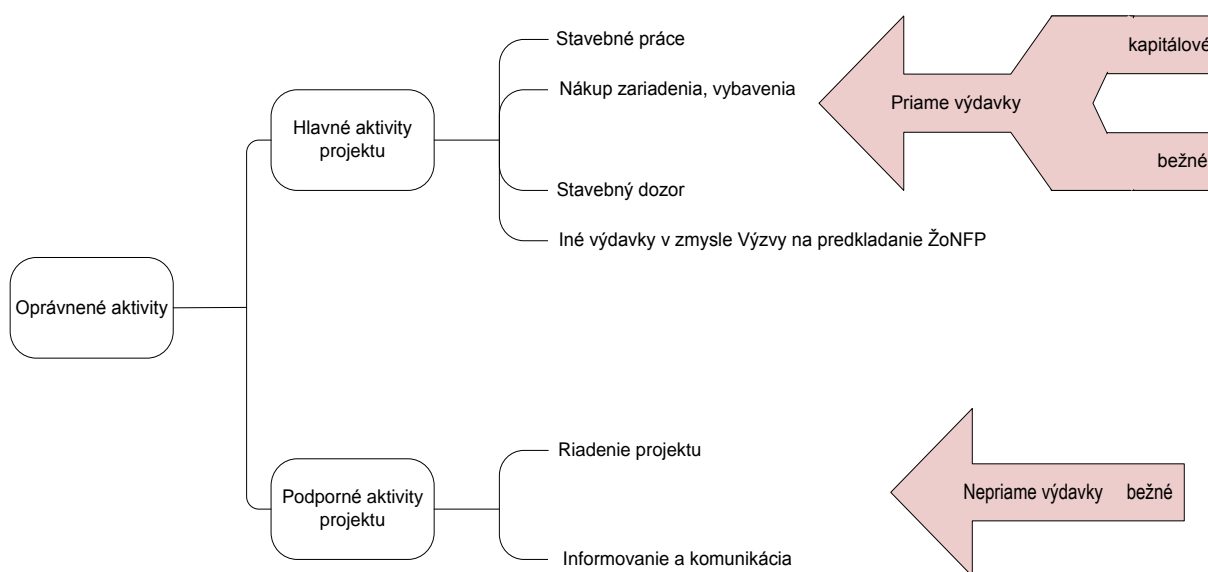 Stavebné práce
kapitálové
Nákup zariadenia, vybavenia
Priame výdavky
Hlavné aktivity
projektu
bežné
Stavebný dozor
Iné výdavky v zmysle Výzvy na predkladanie ŽoNFP
Oprávnené aktivity
Riadenie projektu
Podporné aktivity
projektu
Nepriame výdavky bežné
Informovanie a komunikácia